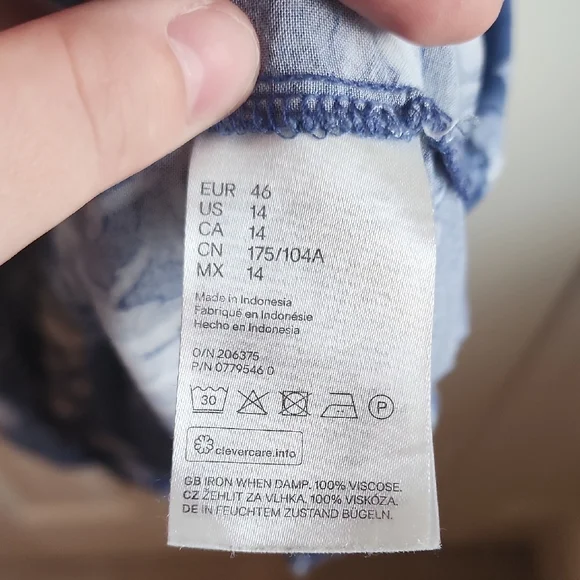 EUR 46
US 14
CA 14
CN 175/104A
MX 14
Made in Indonesia
Fabriqué en Indonésie
Hecho en Indonesia
O/N 206375
P/N 0779546 0
30 P
clevercare.info
GB IRON WHEN DAMP. 100% VISCOSE.
CZ ŽEHLIT ZA VLHKA. 100% VISKÓZA.
DE IN FEUCHTEM ZUSTAND BÜGELN.